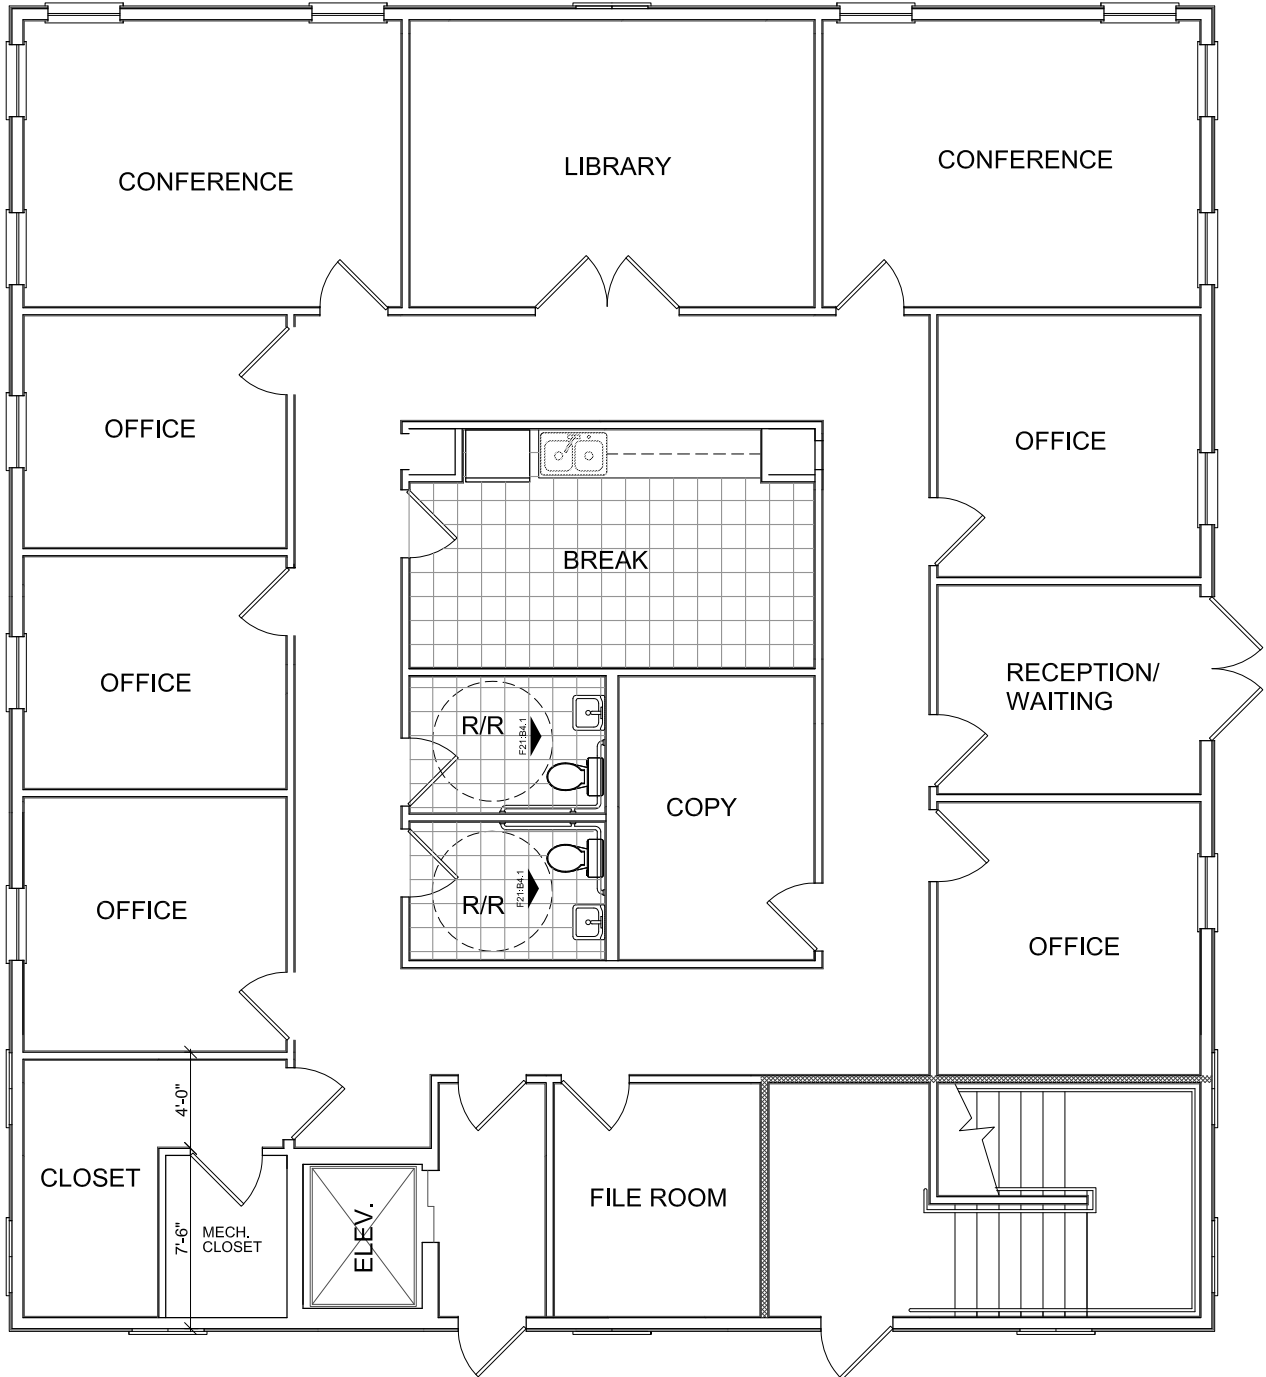 CONFERENCE
LIBRARY
CONFERENCE
OFFICE
OFFICE
BREAK
OFFICE
RECEPTION/
WAITING
R/R
F21:B4.1
COPY
R/R
F21:B4.1
OFFICE
OFFICE
4'-0"
CLOSET
7'-6"
MECH.
CLOSET
ELEV.
FILE ROOM